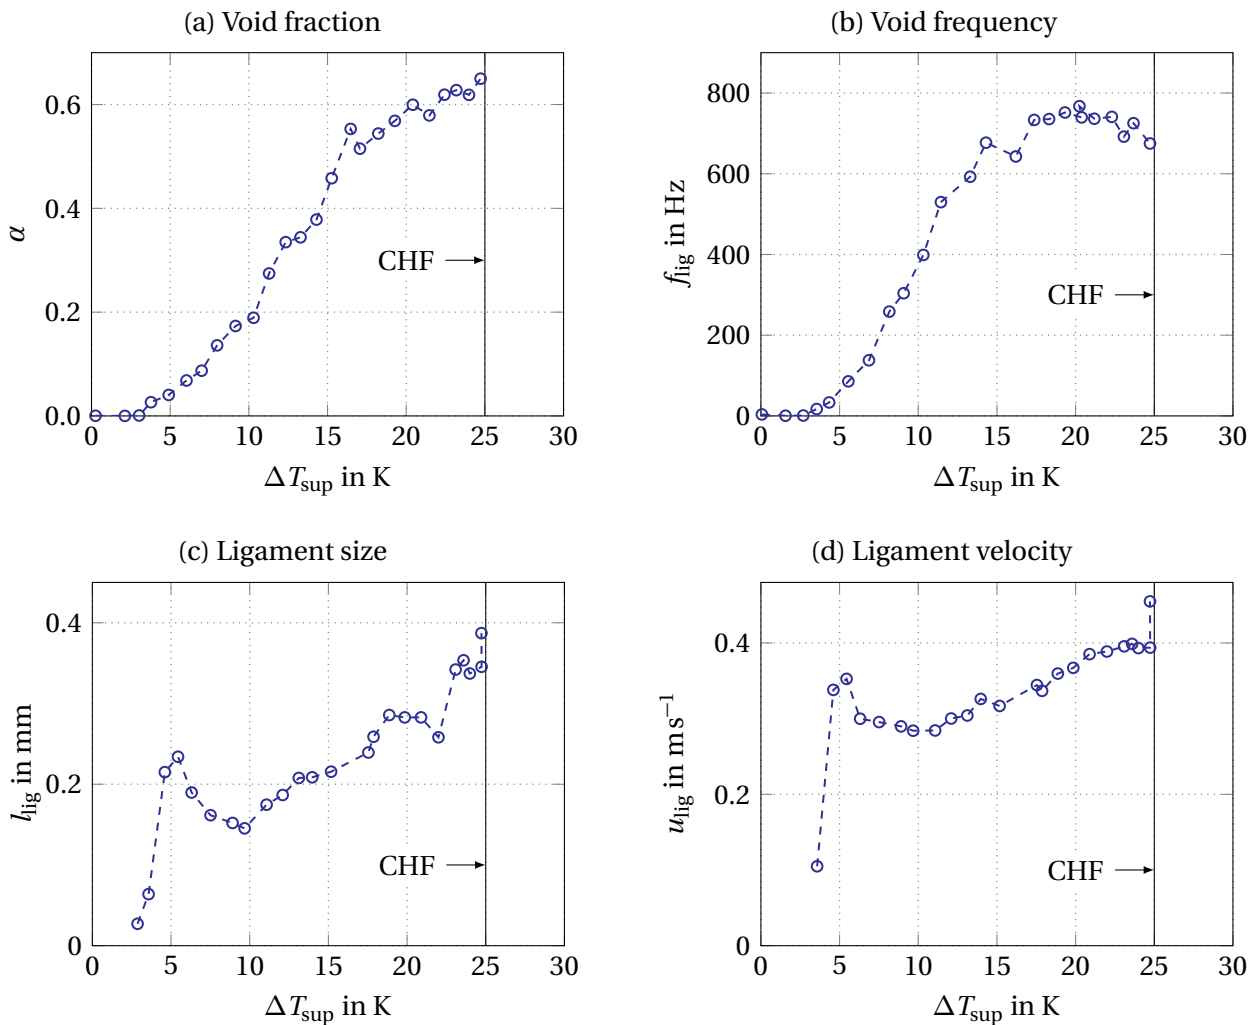 (a) Void fraction
0.6
0.4
0.2
0.0
α
CHF
0 5 10 15 20 25 30
ΔT_sup in K
(b) Void frequency
800
600
400
200
0
f_lig in Hz
CHF
0 5 10 15 20 25 30
ΔT_sup in K
(c) Ligament size
0.4
0.2
0
l_lig in mm
CHF
0 5 10 15 20 25 30
ΔT_sup in K
(d) Ligament velocity
0.4
0.2
0
u_lig in m s⁻¹
CHF
0 5 10 15 20 25 30
ΔT_sup in K